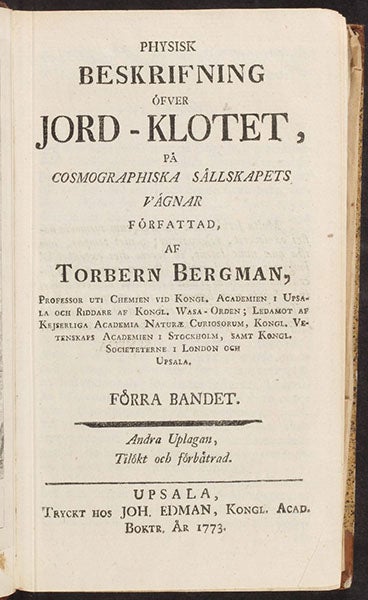 PHYSISK
BESKRIFNING
ÖFVER
JORD-KLOTET,
PÅ
COSMOGRAPHISKA SÄLLSKAPETS
VÄGNAR
FÖRFATTAD,
AF
TORBERN BERGMAN,
PROFESSOR UTI CHEMIEN VID KONGL. ACADEMIEN I UPSA-
LA OCH RIDDARE AF KONGL. WASA-ORDEN; LEDAMOT AF
KEJSERLIGA ACADEMIA NATURÆ CURIOSORUM, KONGL. VE-
TENSKAPS ACADEMIEN I STOCKHOLM, SAMT KONGL.
SOCIETETERNE I LONDON OCH
UPSALA.
FÖRRA BANDET.
Andra Uplagan,
Tilökt och förbättrad.
UPSALA,
TRYCKT HOS JOH. EDMAN, KONGL. ACAD.
BOKTR. ÅR 1773.